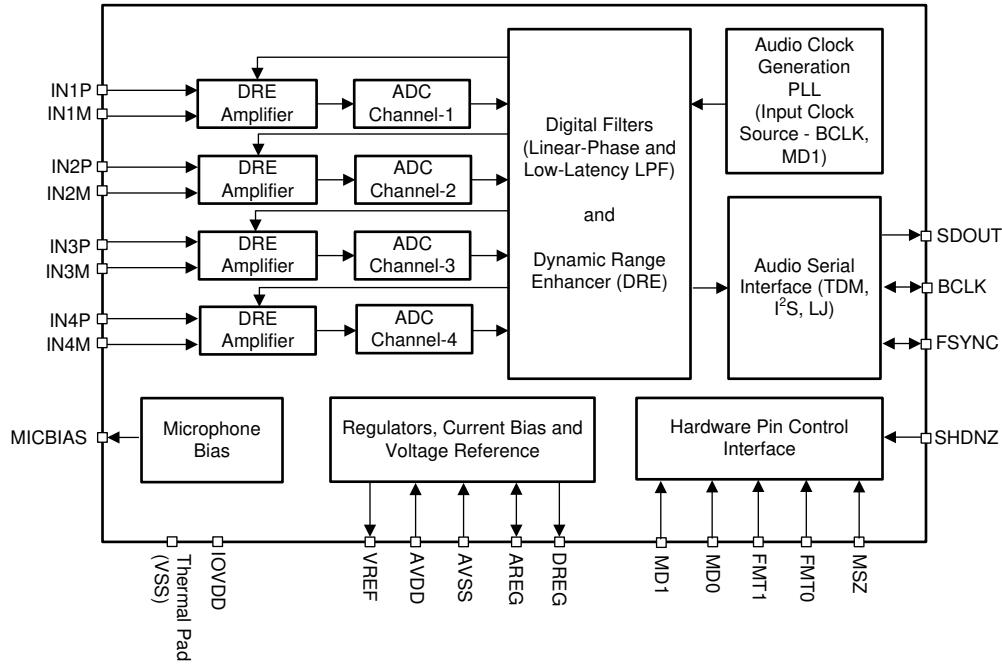 IN1P
IN1M
DRE
Amplifier
ADC
Channel-1
IN2P
IN2M
DRE
Amplifier
ADC
Channel-2
IN3P
IN3M
DRE
Amplifier
ADC
Channel-3
IN4P
IN4M
DRE
Amplifier
ADC
Channel-4
Digital Filters
(Linear-Phase and
Low-Latency LPF)
and
Dynamic Range
Enhancer (DRE)
Audio Clock
Generation
PLL
(Input Clock
Source - BCLK,
MD1)
Audio Serial
Interface (TDM,
I²S, LJ)
SDOUT
BCLK
FSYNC
MICBIAS
Microphone
Bias
Regulators, Current Bias and
Voltage Reference
Hardware Pin Control
Interface
SHDNZ
Thermal Pad
(VSS)
IOVDD
VREF
AVDD
AVSS
AREG
DREG
MD1
MD0
FMT1
FMT0
MSZ